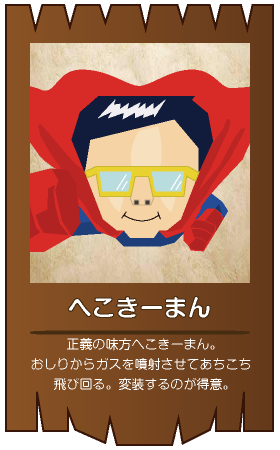 へこきーまん
正義の味方へこきーまん。
おしりからガスを噴射させてあちこち
飛び回る。変装するのが得意。